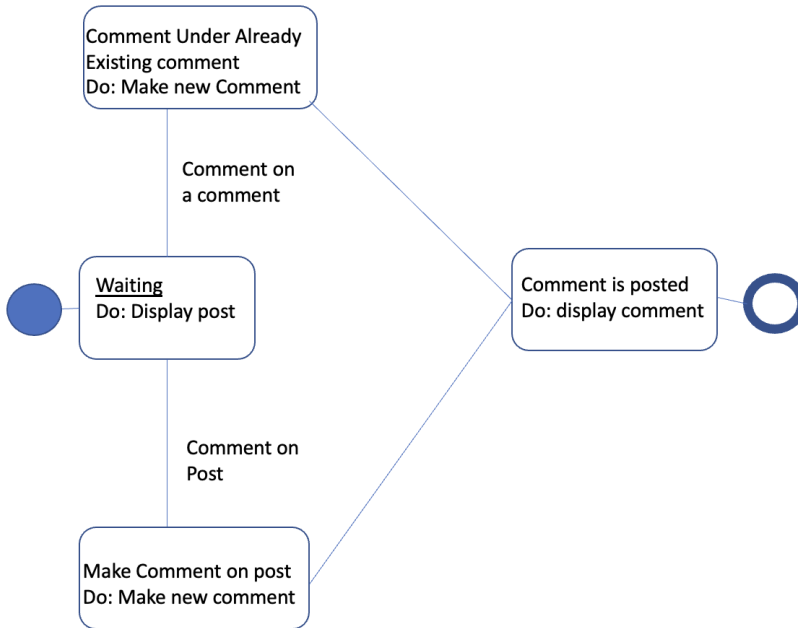 Comment Under Already
Existing comment
Do: Make new Comment
Comment on
a comment
Waiting
Do: Display post
Comment is posted
Do: display comment
Comment on
Post
Make Comment on post
Do: Make new comment